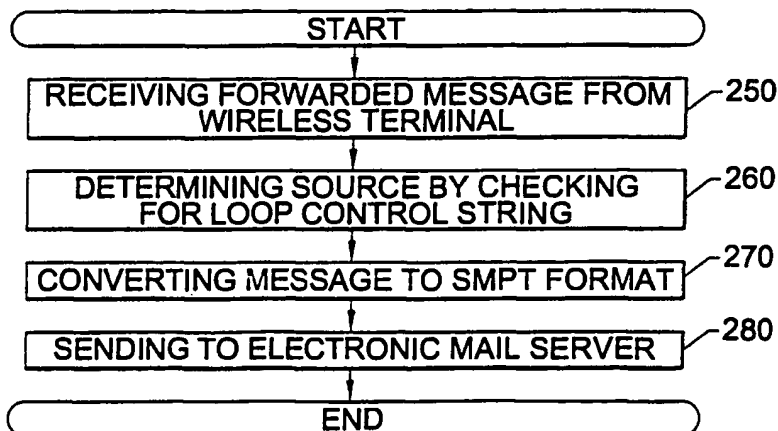 START
RECEIVING FORWARDED MESSAGE FROM
WIRELESS TERMINAL
250
DETERMINING SOURCE BY CHECKING
FOR LOOP CONTROL STRING
260
CONVERTING MESSAGE TO SMPT FORMAT
270
SENDING TO ELECTRONIC MAIL SERVER
280
END